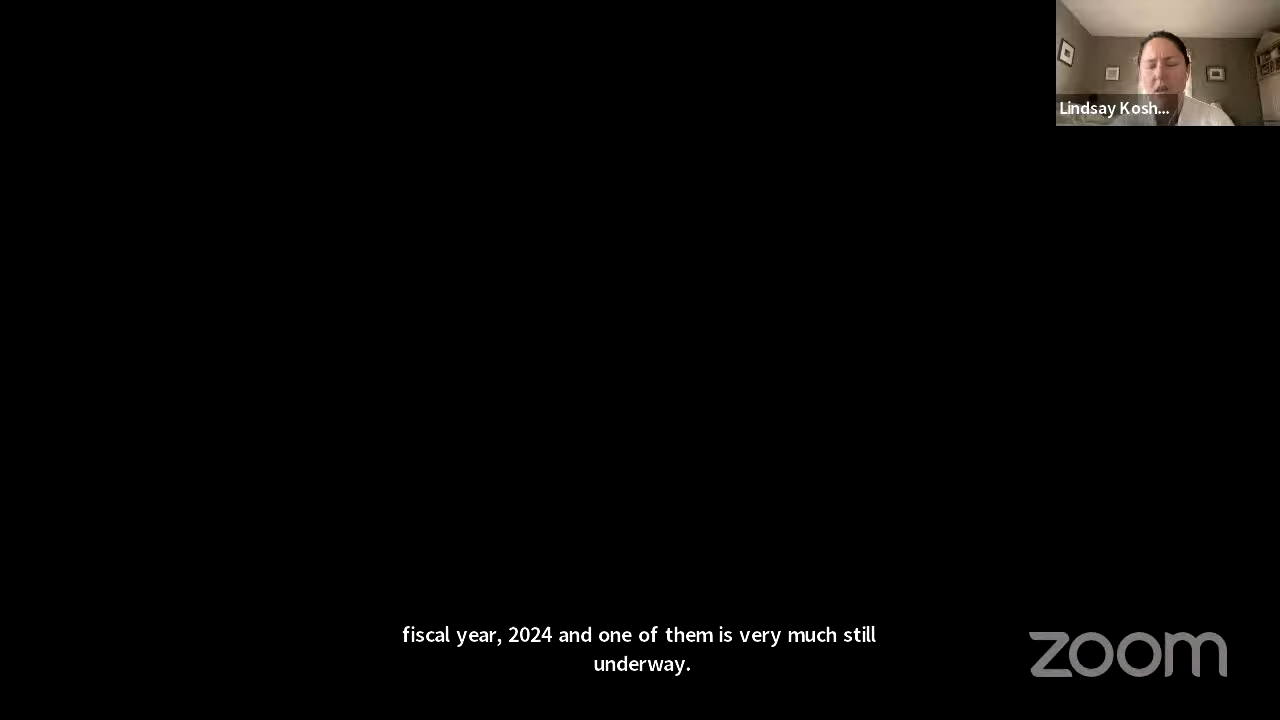 Lindsay Kosh...
fiscal year, 2024 and one of them is very much still
underway.
zoom